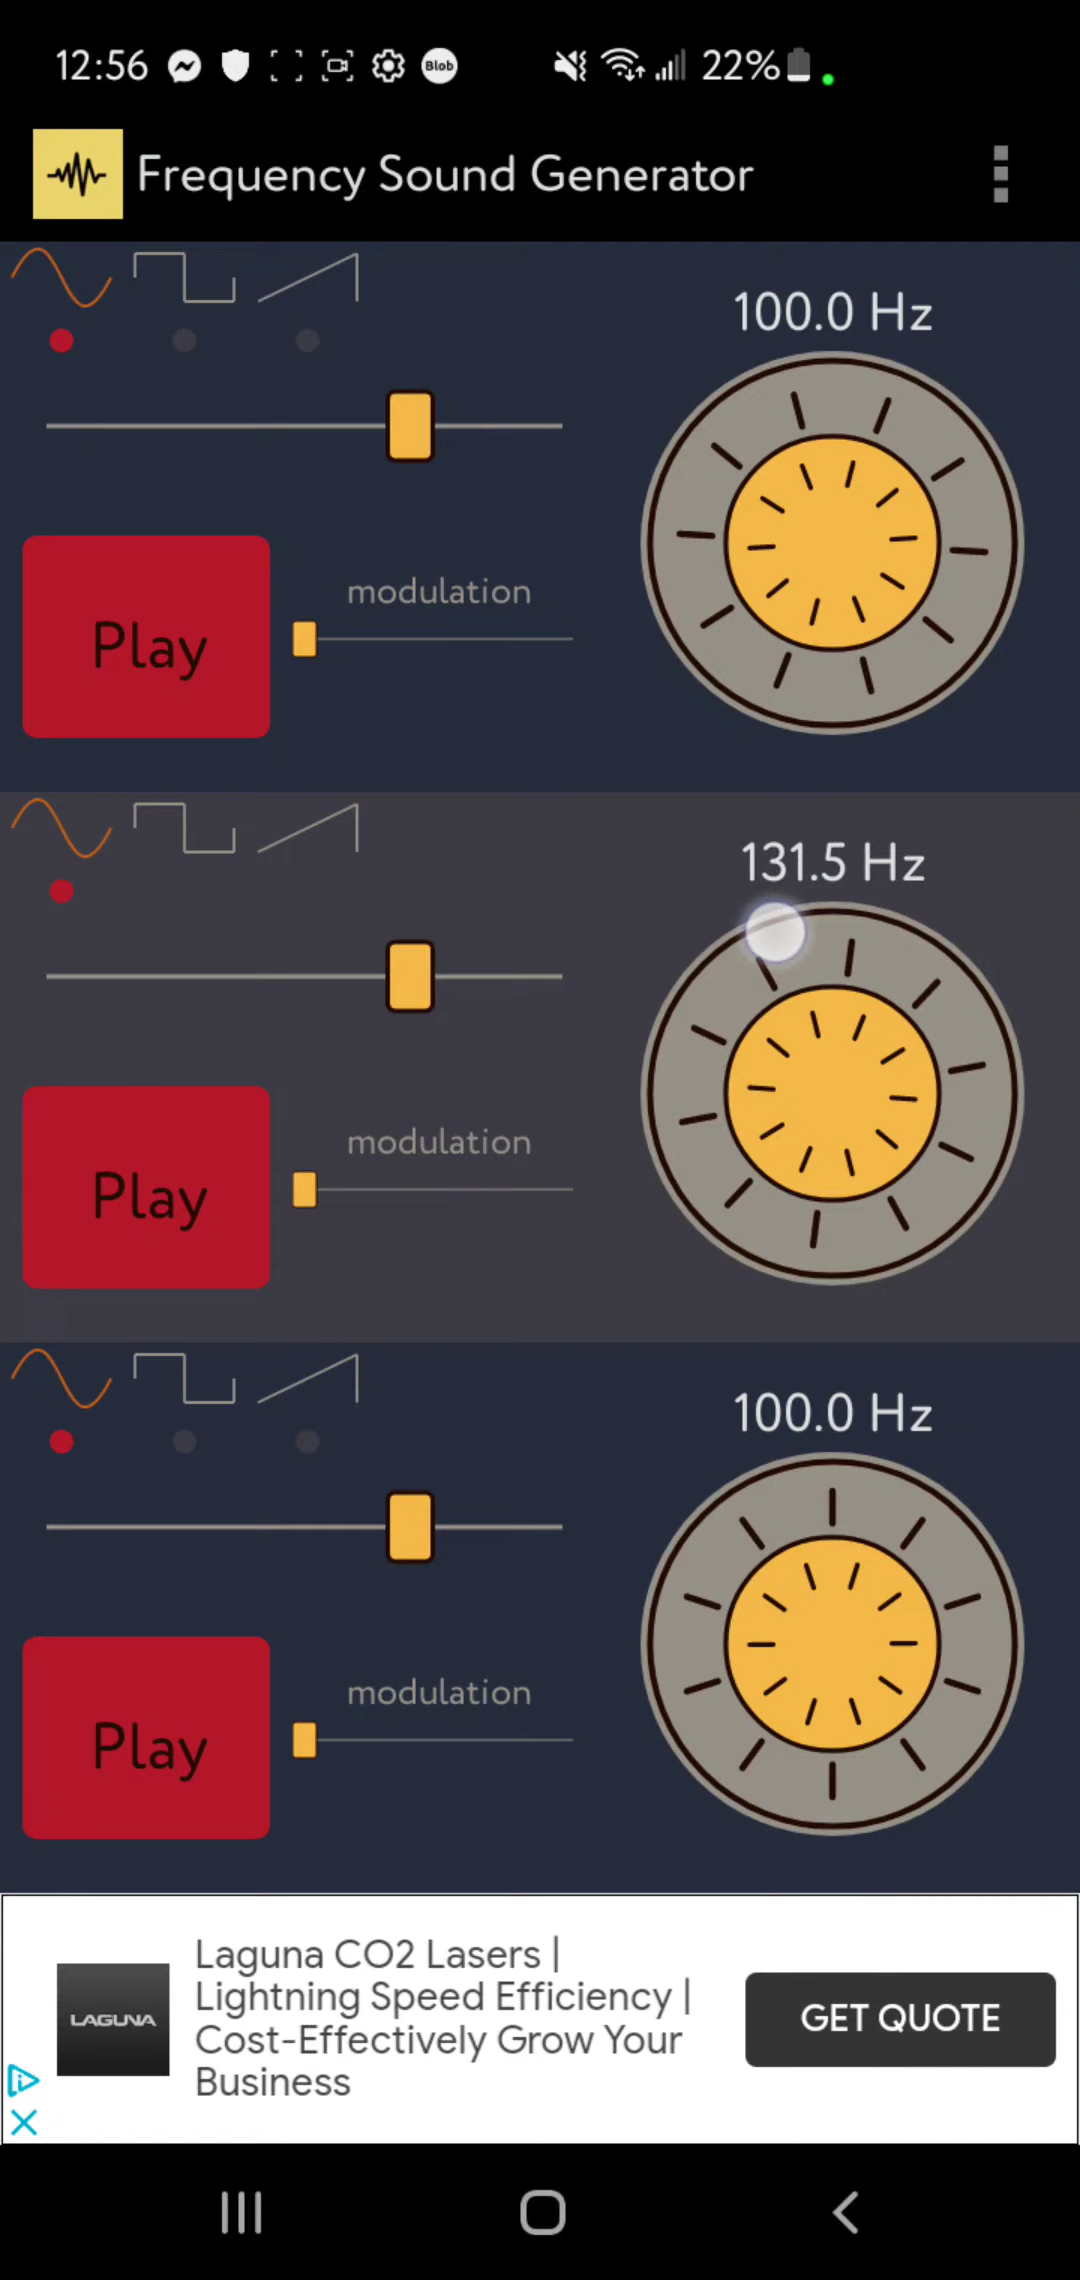 12:56
Blob
22%
Frequency Sound Generator
100.0 Hz
modulation
Play
131.5 Hz
modulation
Play
100.0 Hz
modulation
Play
LAGUNA
Laguna CO2 Lasers |
Lightning Speed Efficiency |
Cost-Effectively Grow Your
Business
GET QUOTE